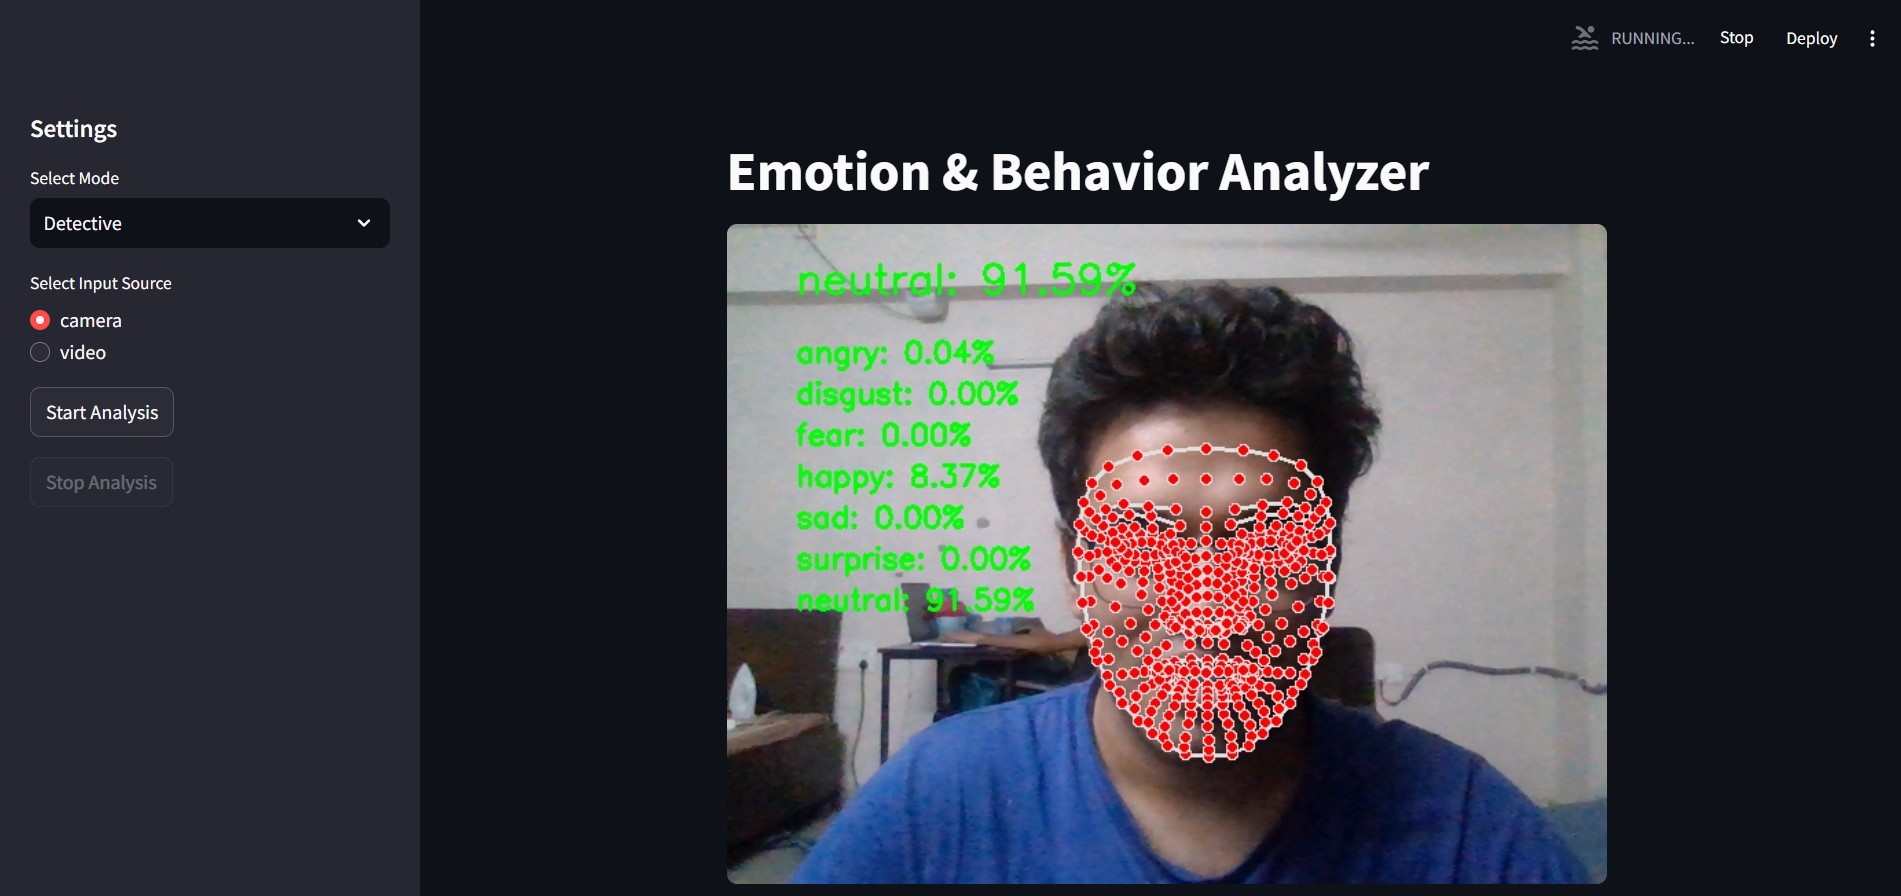 RUNNING...
Stop
Deploy
Settings
Select Mode
Detective
Select Input Source
camera
video
Start Analysis
Stop Analysis
Emotion & Behavior Analyzer
neutral: 91.59%
angry: 0.04%
disgust: 0.00%
fear: 0.00%
happy: 8.37%
sad: 0.00%
surprise: 0.00%
neutral: 91.59%